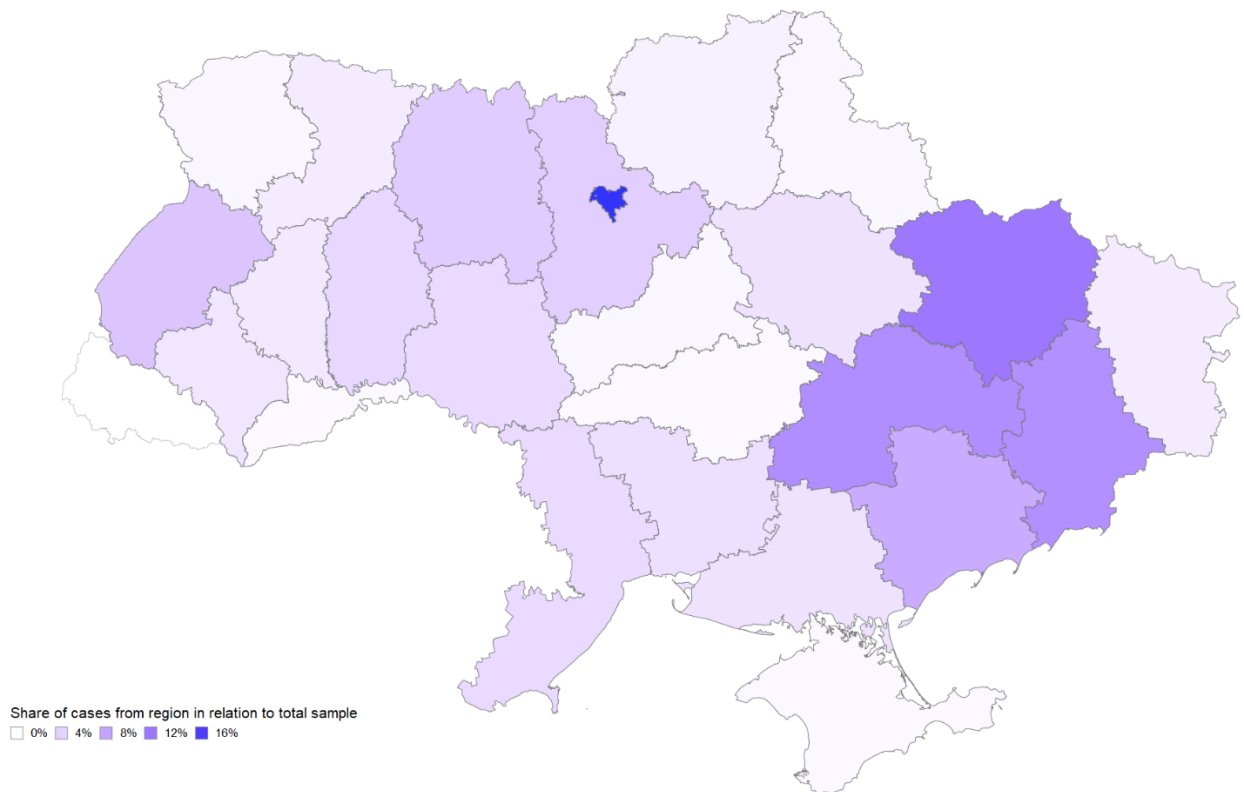 Share of cases from region in relation to total sample
0% 4% 8% 12% 16%